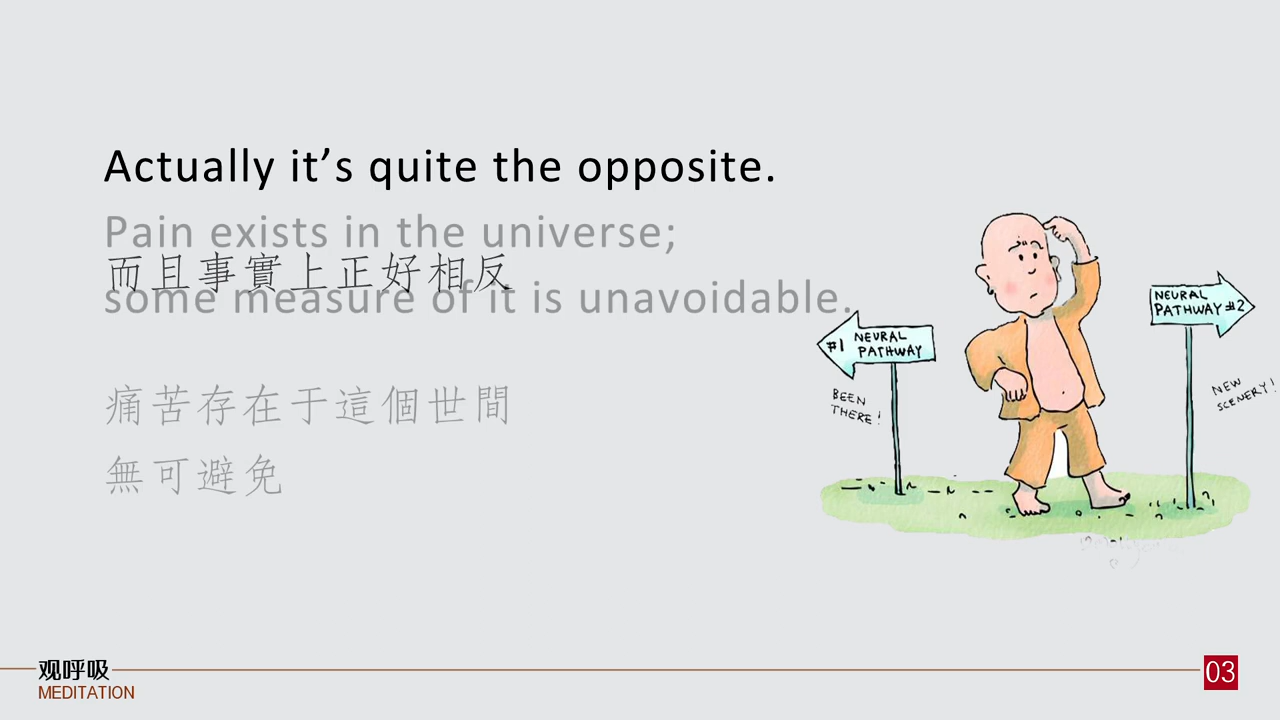 Actually it’s quite the opposite.
Pain exists in the universe;
而且事實上正好相反
some measure of it is unavoidable.
痛苦存在于這個世間
無可避免
#1 NEURAL
PATHWAY
BEEN
THERE!
NEURAL
PATHWAY #2
NEW
SCENERY!
观呼吸
MEDITATION
03